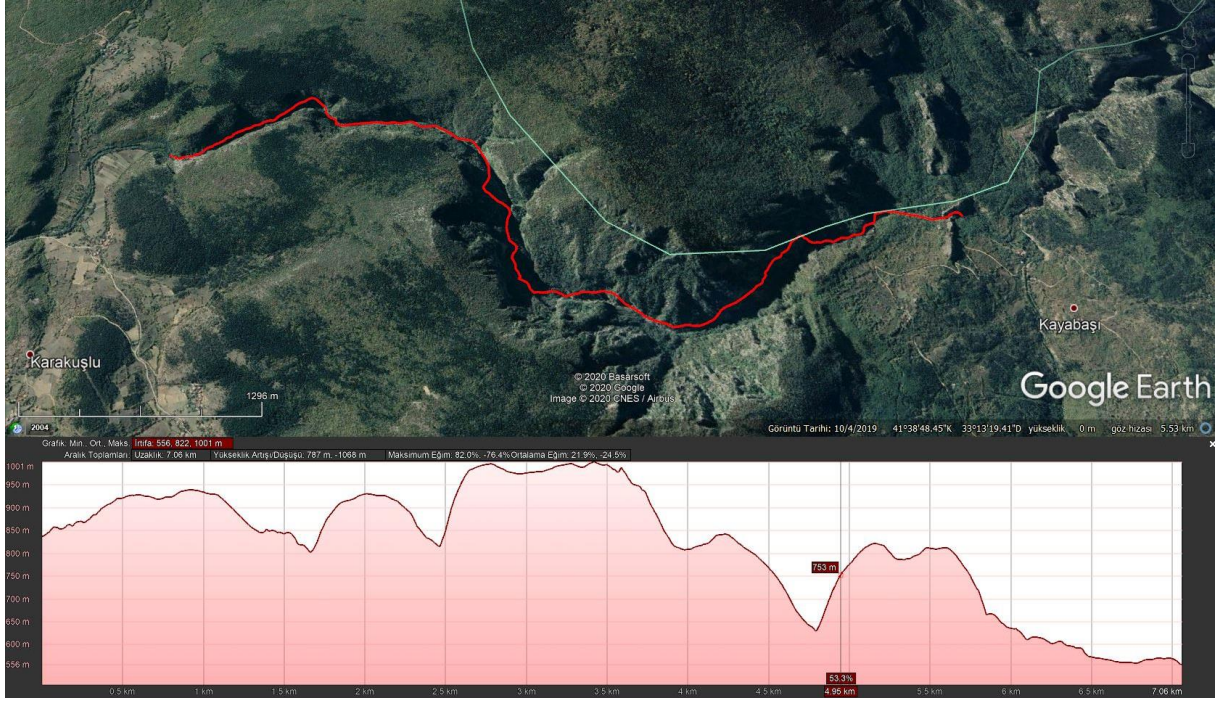 Karakuşlu
Kayabaşı
1296 m
© 2020 Basarsoft
© 2020 Google
Image © 2020 CNES / Airbus
Google Earth
2004
Görüntü Tarihi: 10/4/2019 41°38'48.45"K 33°13'19.41"D yükseklik 0 m göz hizası 5.53 km
Grafik: Min., Ort., Maks. İrtifa: 556, 822, 1001 m
Aralık Toplamları: Uzaklık: 7.06 km Yükseklik Artışı/Düşüşü: 787 m, -1068 m Maksimum Eğim: 82.0%, -76.4% Ortalama Eğim: 21.9%, -24.5%
1001 m
950 m
900 m
850 m
800 m
750 m
700 m
650 m
600 m
556 m
753 m
53.3%
0.5 km 1 km 1.5 km 2 km 2.5 km 3 km 3.5 km 4 km 4.5 km 4.95 km 5.5 km 6 km 6.5 km 7.06 km